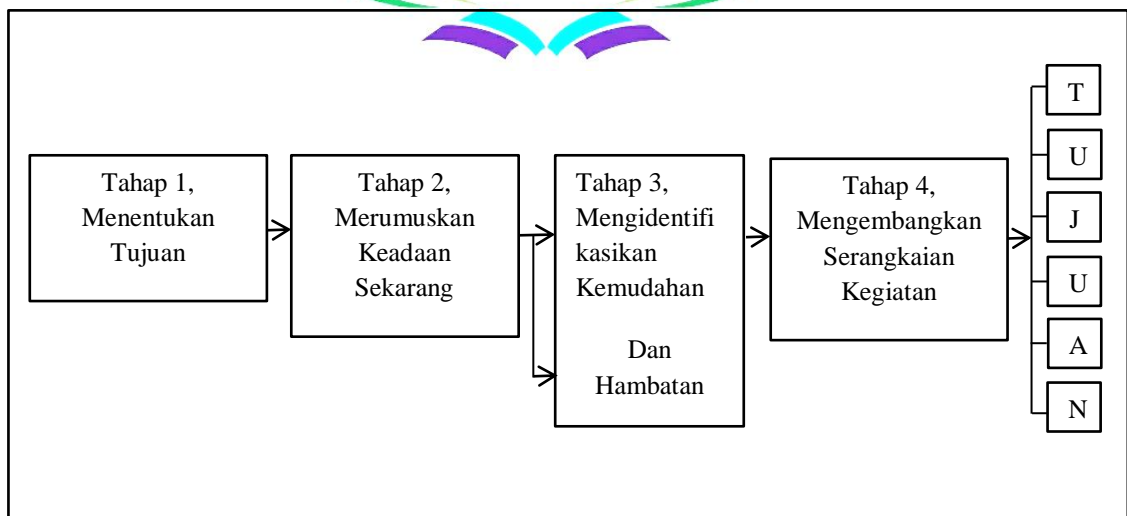 Tahap 1,
Menentukan
Tujuan
Tahap 2,
Merumuskan
Keadaan
Sekarang
Tahap 3,
Mengidentifi
kasikan
Kemudahan
Dan
Hambatan
Tahap 4,
Mengembangkan
Serangkaian
Kegiatan
T
U
J
U
A
N